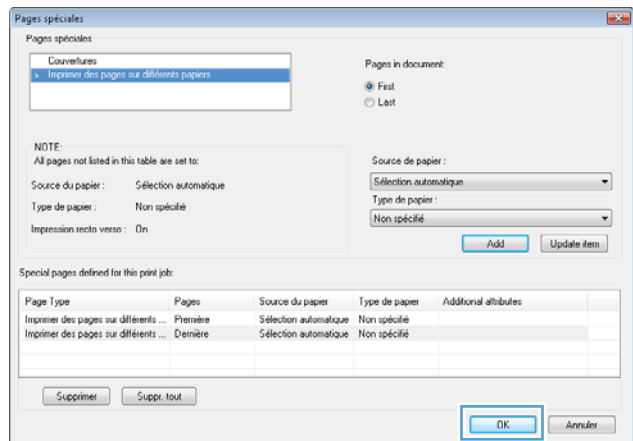 Pages spéciales
Pages spéciales
Couvertures
» Imprimer des pages sur différents papiers
Pages in document:
First
Last
NOTE:
All pages not listed in this table are set to:
Source du papier : Sélection automatique
Type de papier : Non spécifié
Impression recto verso : On
Source de papier :
Sélection automatique
Type de papier :
Non spécifié
Add Update item
Special pages defined for this print job:
Page Type Pages Source du papier Type de papier Additional attributes
Imprimer des pages sur différents ... Première Sélection automatique Non spécifié
Imprimer des pages sur différents ... Dernière Sélection automatique Non spécifié
Supprimer Suppr. tout
OK Annuler